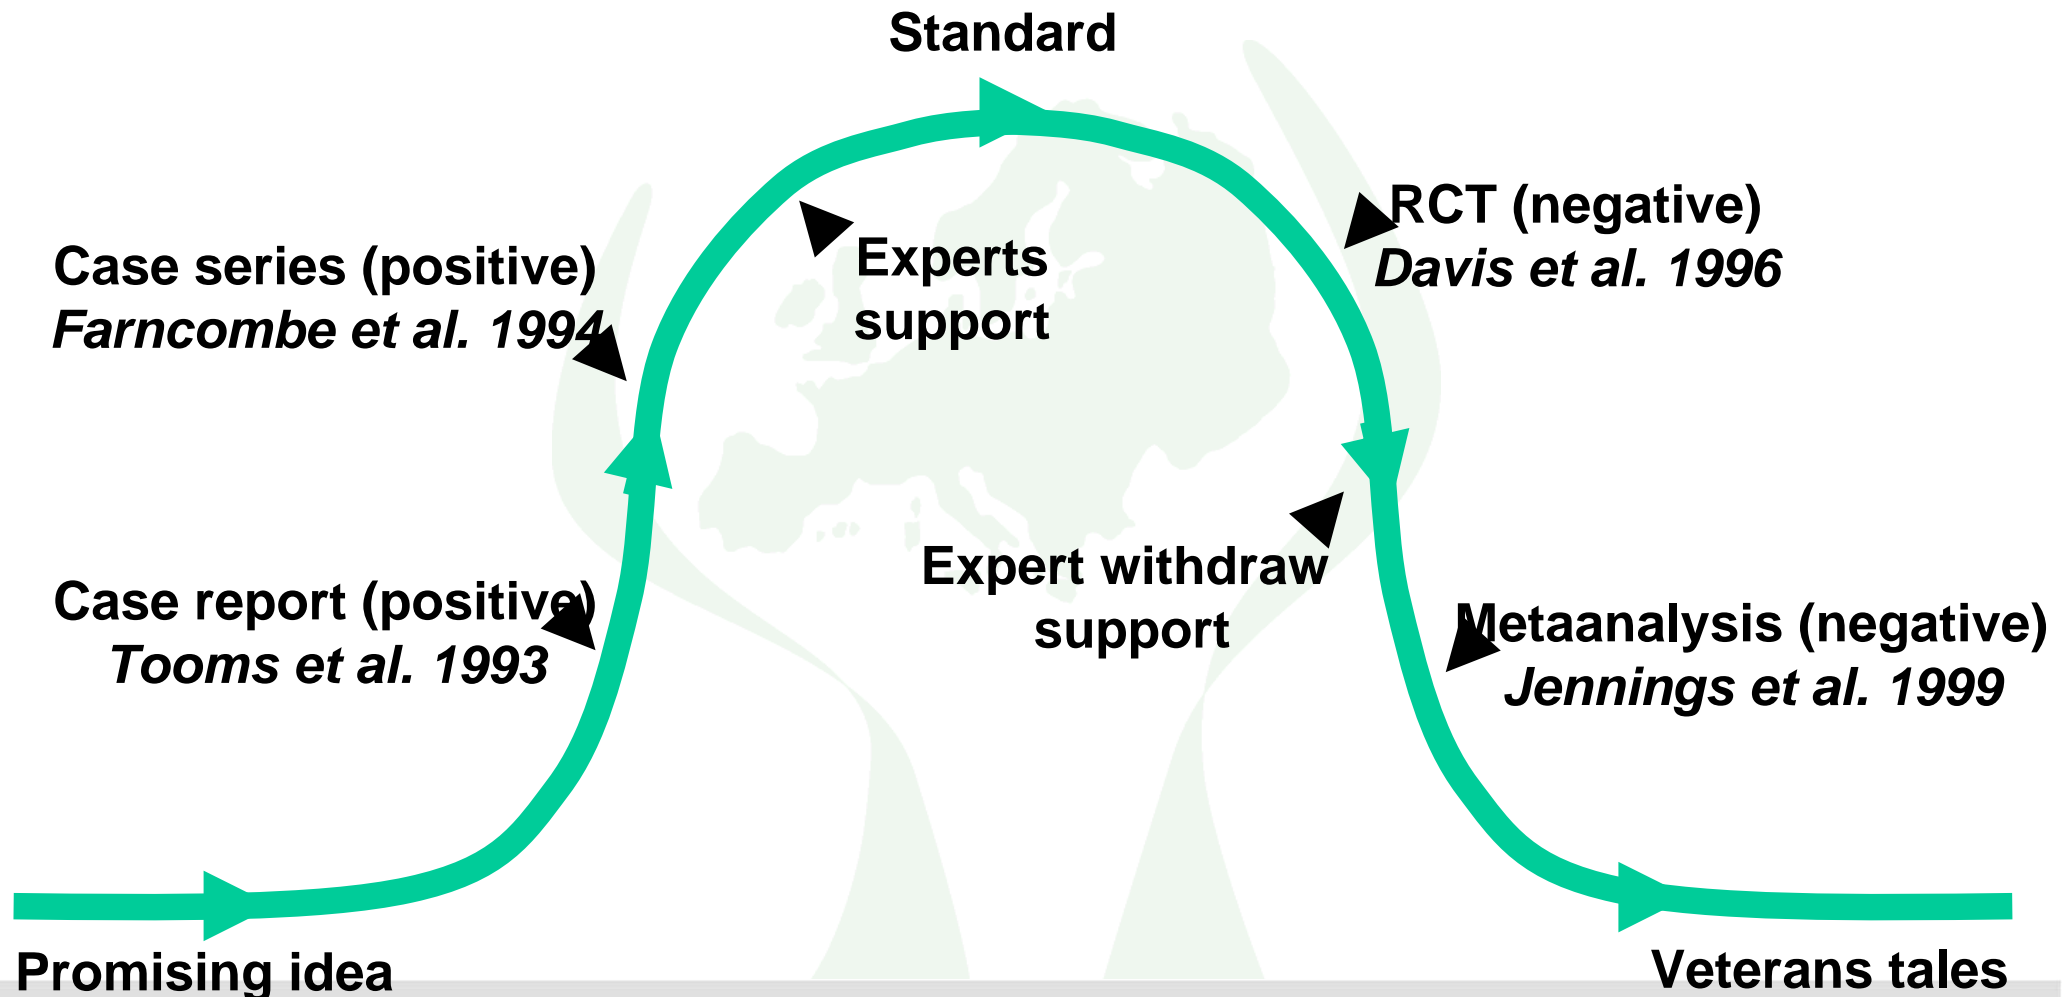 Standard
Case series (positive)
Farncombe et al. 1994
Experts
support
RCT (negative)
Davis et al. 1996
Case report (positive)
Tooms et al. 1993
Expert withdraw
support
Metaanalysis (negative)
Jennings et al. 1999
Promising idea
Veterans tales